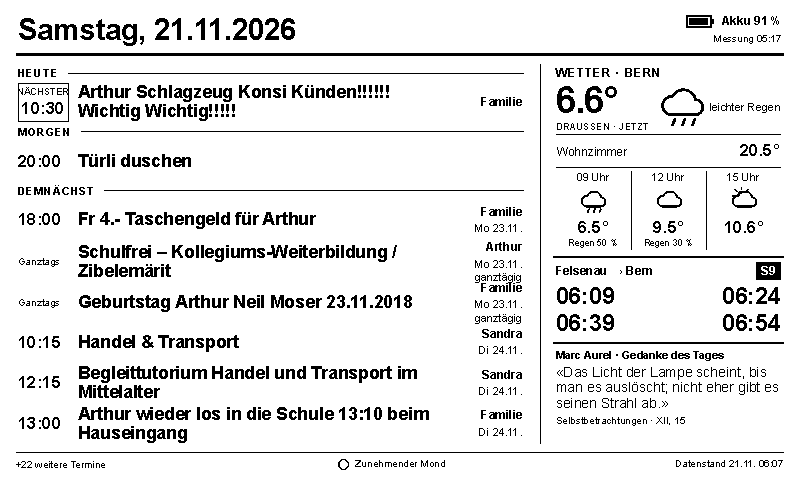 Samstag, 21.11.2026
Akku 91 %
Messung 05:17
HEUTE
NÄCHSTER
10:30
Arthur Schlagzeug Konsi Künden!!!!!!
Wichtig Wichtig!!!!!
Familie
MORGEN
20:00
Türli duschen
DEMNÄCHST
18:00
Fr 4.- Taschengeld für Arthur
Familie
Mo 23.11.
Ganztags
Schulfrei – Kollegiums-Weiterbildung /
Zibelemärit
Arthur
Mo 23.11.
ganztägig
Ganztags
Geburtstag Arthur Neil Moser 23.11.2018
Familie
Mo 23.11.
ganztägig
10:15
Handel & Transport
Sandra
Di 24.11.
12:15
Begleittutorium Handel und Transport im
Mittelalter
Sandra
Di 24.11.
13:00
Arthur wieder los in die Schule 13:10 beim
Hauseingang
Familie
Di 24.11.
WETTER · BERN
6.6°
leichter Regen
DRAUSSEN · JETZT
Wohnzimmer 20.5°
09 Uhr 12 Uhr 15 Uhr
6.5° 9.5° 10.6°
Regen 50 % Regen 30 %
Felsenau › Bern S9
06:09 06:24
06:39 06:54
Marc Aurel · Gedanke des Tages
«Das Licht der Lampe scheint, bis
man es auslöscht; nicht eher gibt es
seinen Strahl ab.»
Selbstbetrachtungen · XII, 15
+22 weitere Termine
Zunehmender Mond
Datenstand 21.11. 06:07